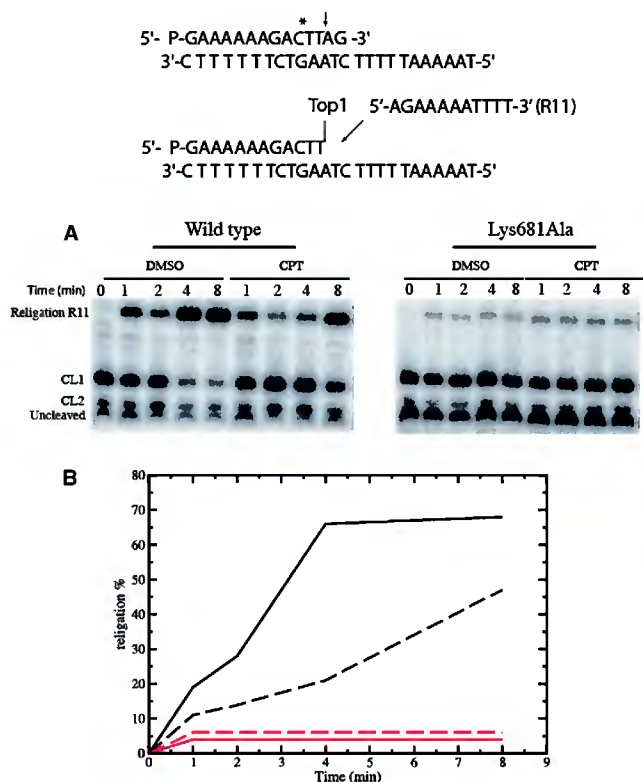 * ↓
5'- P-GAAAAAAGACTTAG -3'
3'-C T T T T T TCTGAATC TTTT TAAAAAT-5'
Top1 5'-AGAAAAATTTT-3' (R11)
5'- P-GAAAAAAGACTT
3'-C T T T T T TCTGAATC TTTT TAAAAAT-5'
A
Wild type Lys681Ala
DMSO CPT DMSO CPT
Time (min) 0 1 2 4 8 1 2 4 8 0 1 2 4 8 1 2 4 8
Religation R11
CL1
CL2
Uncleaved
B
80
70
60
50
40
30
20
10
0
religation %
0 1 2 3 4 5 6 7 8 9
Time (min)